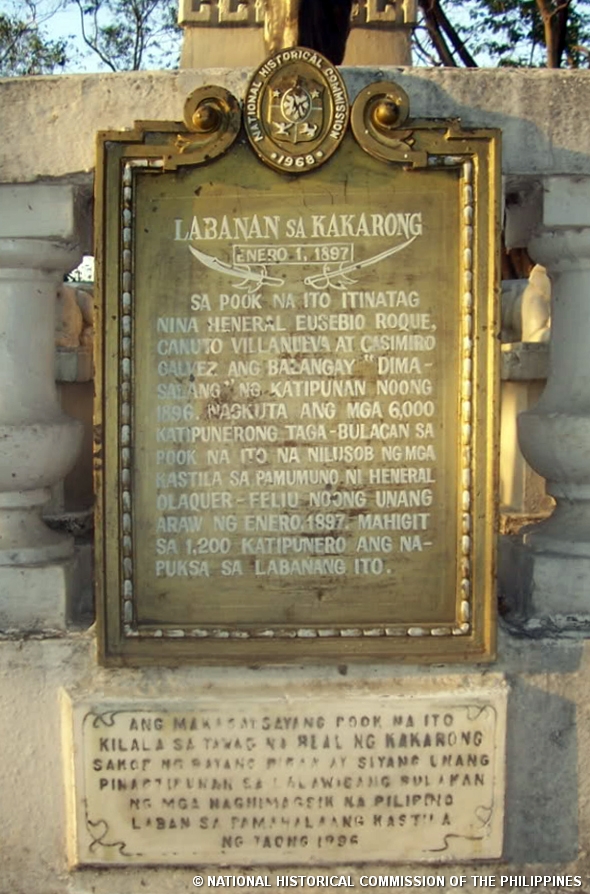 NATIONAL HISTORICAL COMMISSION
1968
LABANAN SA KAKARONG
ENERO 1, 1897
SA POOK NA ITO ITINATAG
NINA HENERAL EUSEBIO ROQUE,
CANUTO VILLANUEVA AT CASIMIRO
GALVEZ ANG BALANGAY "DIMA-
SALANG" NG KATIPUNAN NOONG
1896. NAGKUTA ANG MGA 6,000
KATIPUNERONG TAGA-BULACAN SA
POOK NA ITO NA NILUSOB NG MGA
KASTILA SA PAMUMUNO NI HENERAL
OLAQUER-FELIU NOONG UNANG
ARAW NG ENERO, 1897. MAHIGIT
SA 1,200 KATIPUNERO ANG NA-
PUKSA SA LABANANG ITO.
ANG MAKASAYSAYANG POOK NA ITO
KILALA SA TAWAG NA REAL NG KAKARONG
SAKOP NG BAYANG AY SIYANG UNANG
PINAGTIPUNAN SA LALAWIGANG BULAKAN
NG MGA NAGHIMAGSIK NA PILIPINO
LABAN SA PAMAHALAANG KASTILA
NG TAONG 1896
© NATIONAL HISTORICAL COMMISSION OF THE PHILIPPINES